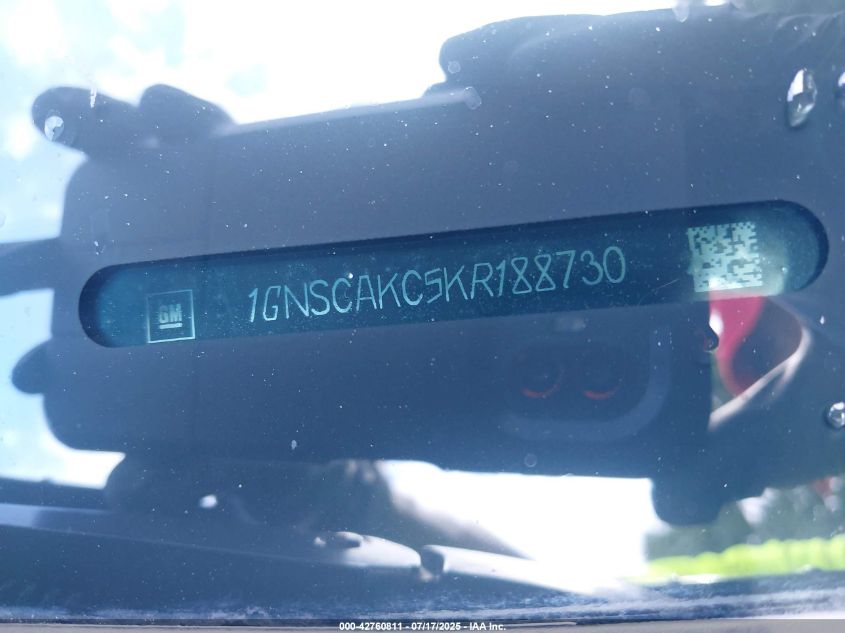 GM 1GNSCAKC5KR188730
000-42760811 - 07/17/2025 - IAA Inc.